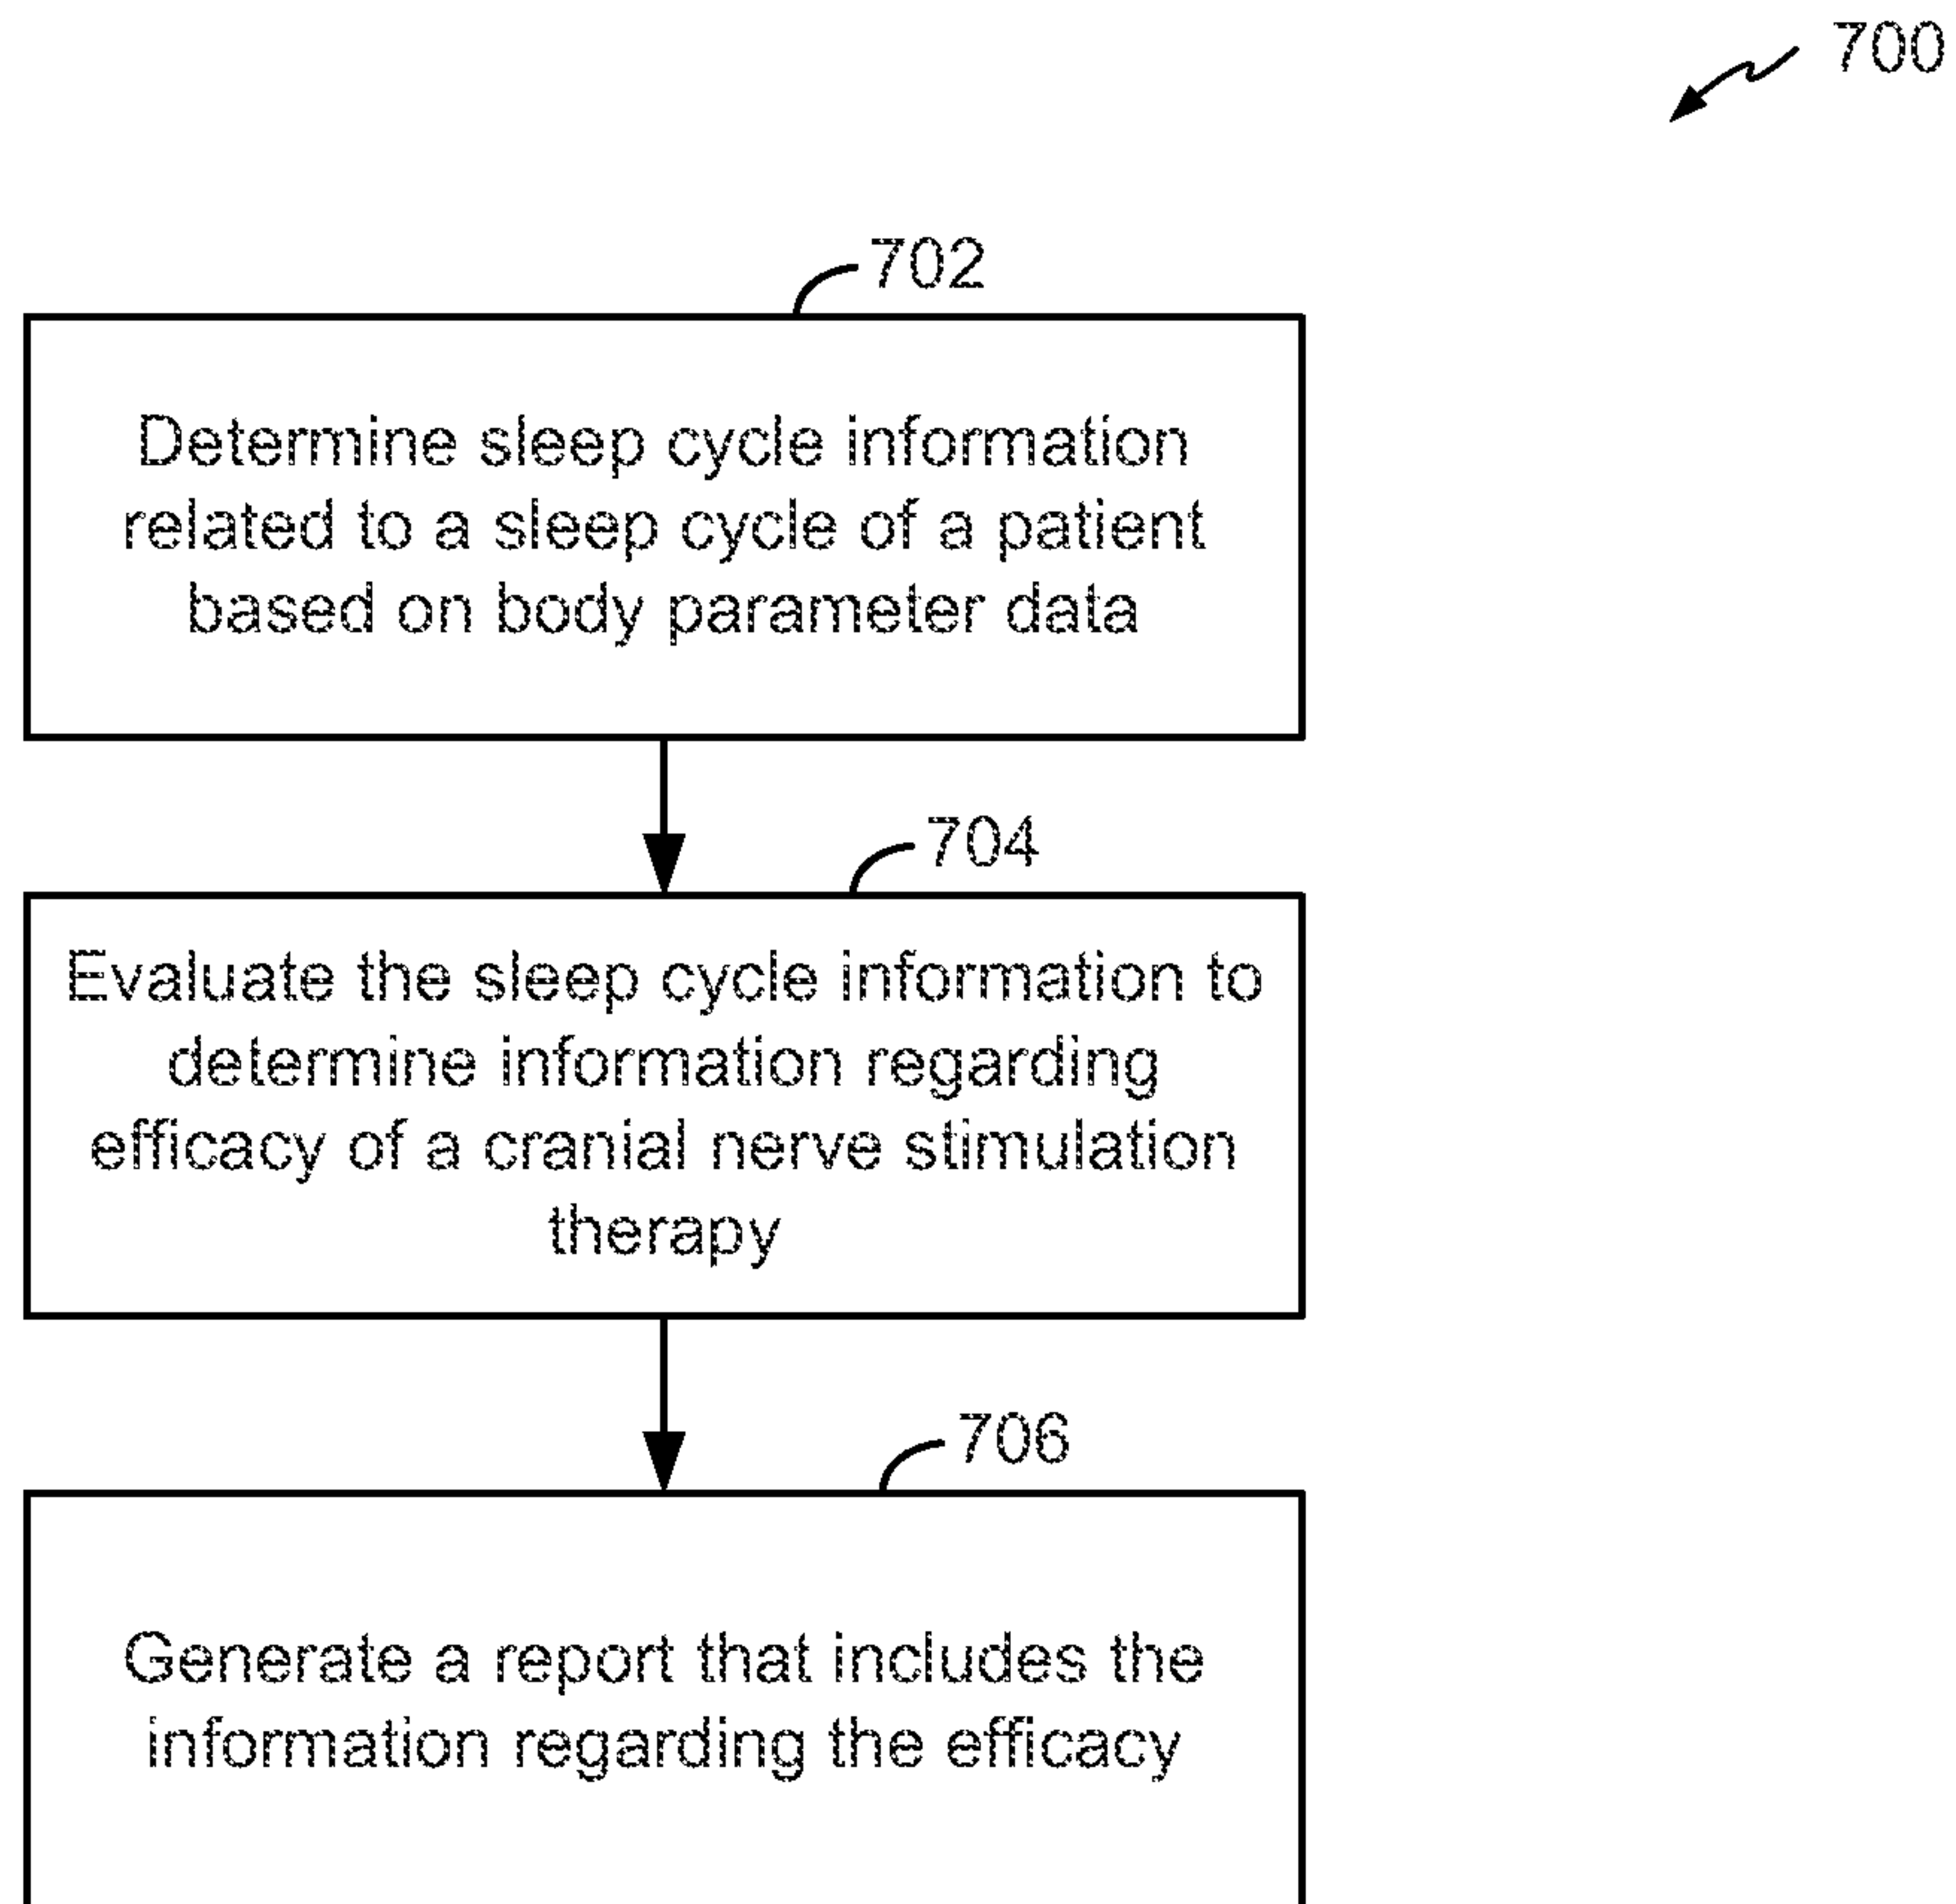 700
702
Determine sleep cycle information
related to a sleep cycle of a patient
based on body parameter data
704
Evaluate the sleep cycle information to
determine information regarding
efficacy of a cranial nerve stimulation
therapy
706
Generate a report that includes the
information regarding the efficacy